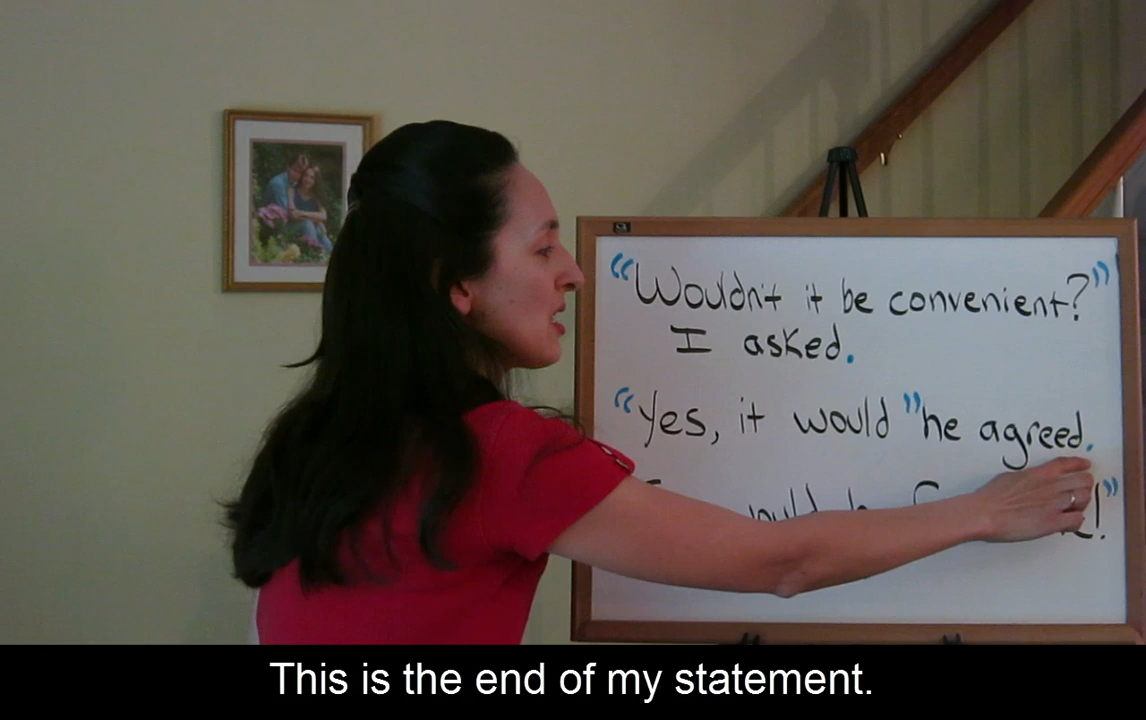 “Wouldn't it be convenient?”
I asked.
“Yes, it would ”he agreed.
!”
This is the end of my statement.